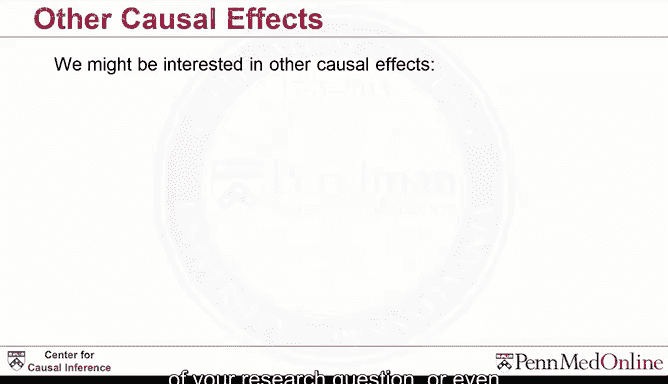 Other Causal Effects
We might be interested in other causal effects:
Center for
Causal Inference
PennMedOnline
of your research question, or even